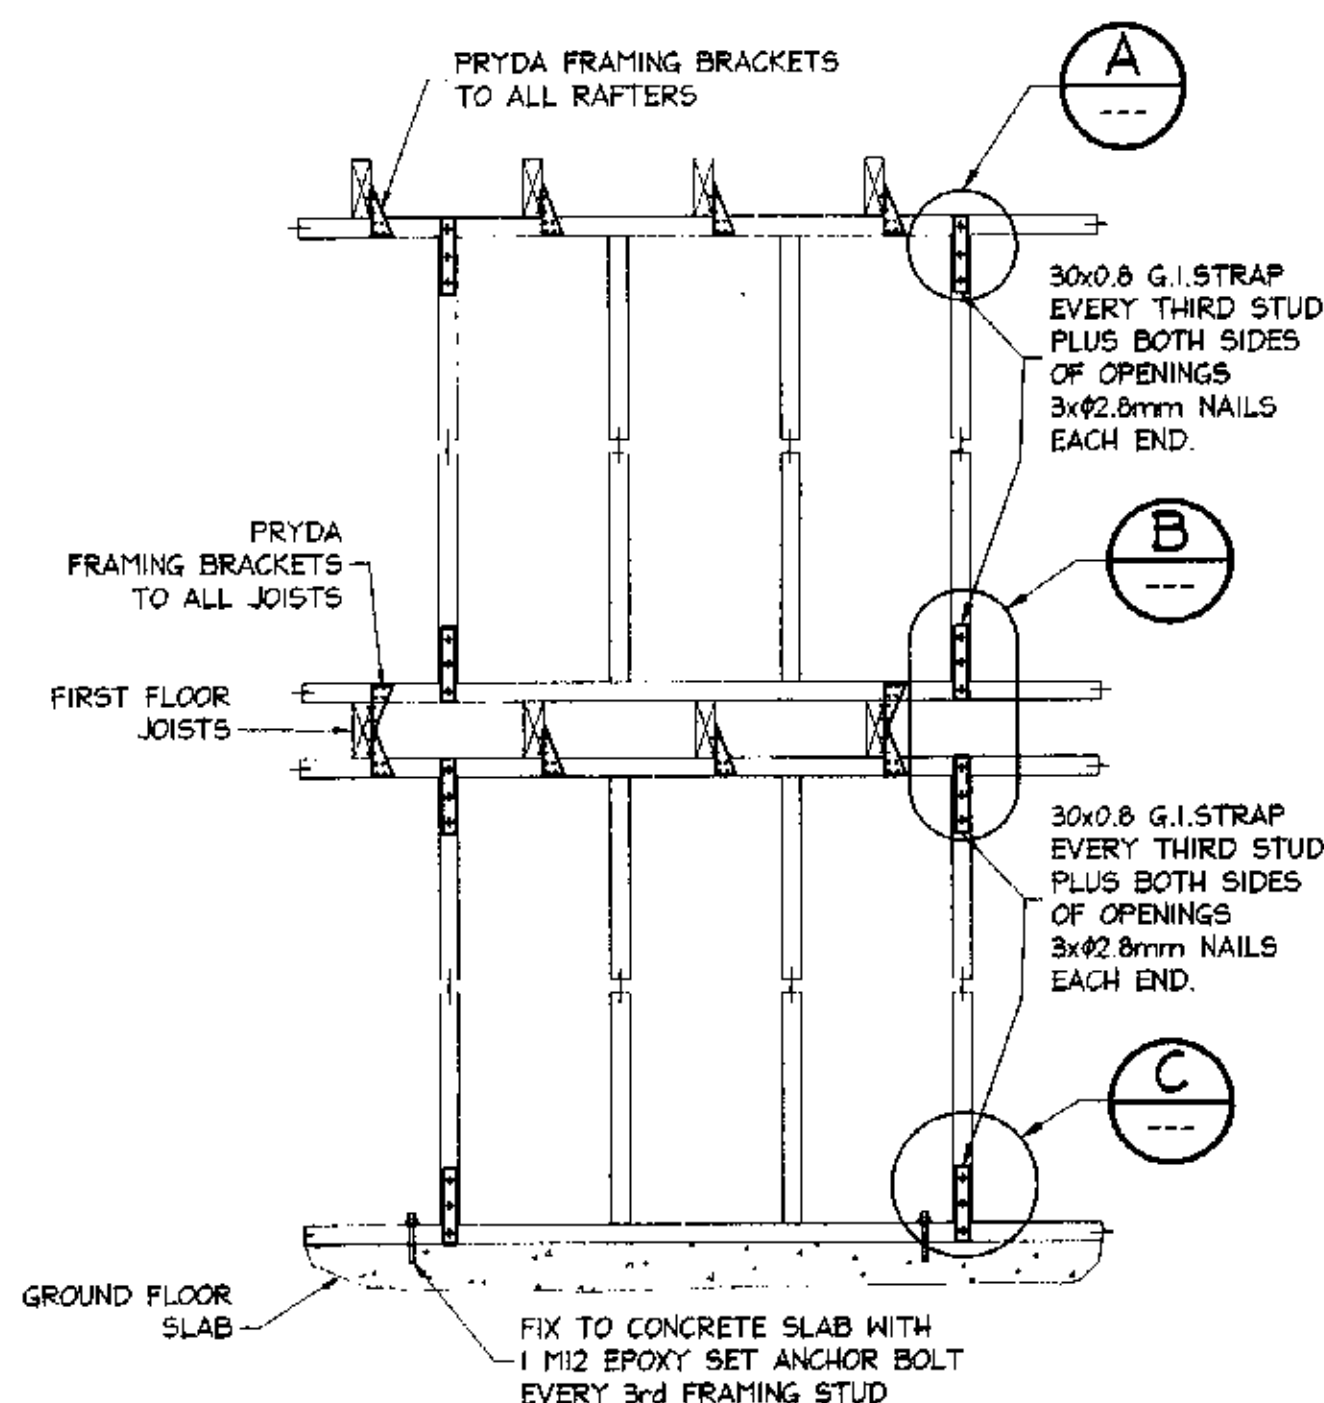 PRYDA FRAMING BRACKETS
TO ALL RAFTERS
A
---
30x0.8 G.I.STRAP
EVERY THIRD STUD
PLUS BOTH SIDES
OF OPENINGS
3xϕ2.8mm NAILS
EACH END.
B
---
PRYDA
FRAMING BRACKETS
TO ALL JOISTS
FIRST FLOOR
JOISTS
30x0.8 G.I.STRAP
EVERY THIRD STUD
PLUS BOTH SIDES
OF OPENINGS
3xϕ2.8mm NAILS
EACH END.
C
---
GROUND FLOOR
SLAB
FIX TO CONCRETE SLAB WITH
1 M12 EPOXY SET ANCHOR BOLT
EVERY 3rd FRAMING STUD